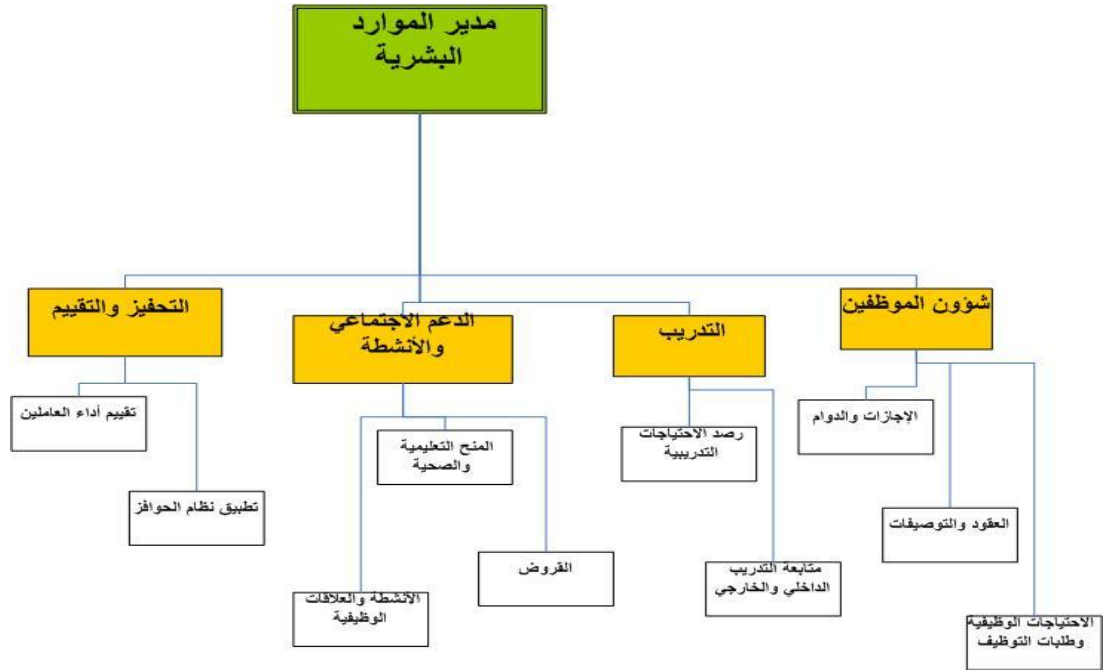 مدير الموارد
البشرية
شؤون الموظفين
التدريب
الدعم الاجتماعي
والأنشطة
التحفيز والتقييم
الإجازات والدوام
العقود والتوصيفات
الاحتياجات الوظيفية
وطلبات التوظيف
رصد الاحتياجات
التدريبية
متابعة التدريب
الداخلي والخارجي
المنح التعليمية
والصحية
القروض
الأنشطة والعلاقات
الوظيفية
تقييم أداء العاملين
تطبيق نظام الحوافز